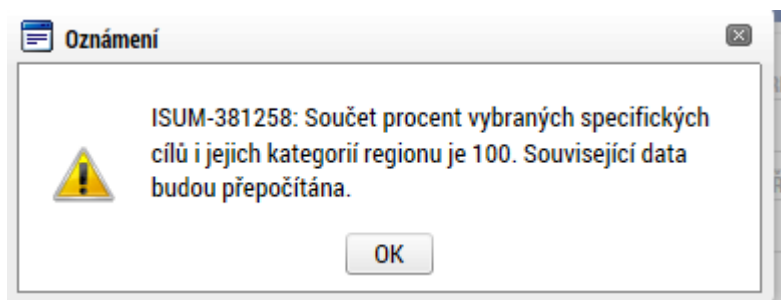 Oznámení
ISUM-381258: Součet procent vybraných specifických
cílů i jejich kategorií regionu je 100. Související data
budou přepočítána.
OK